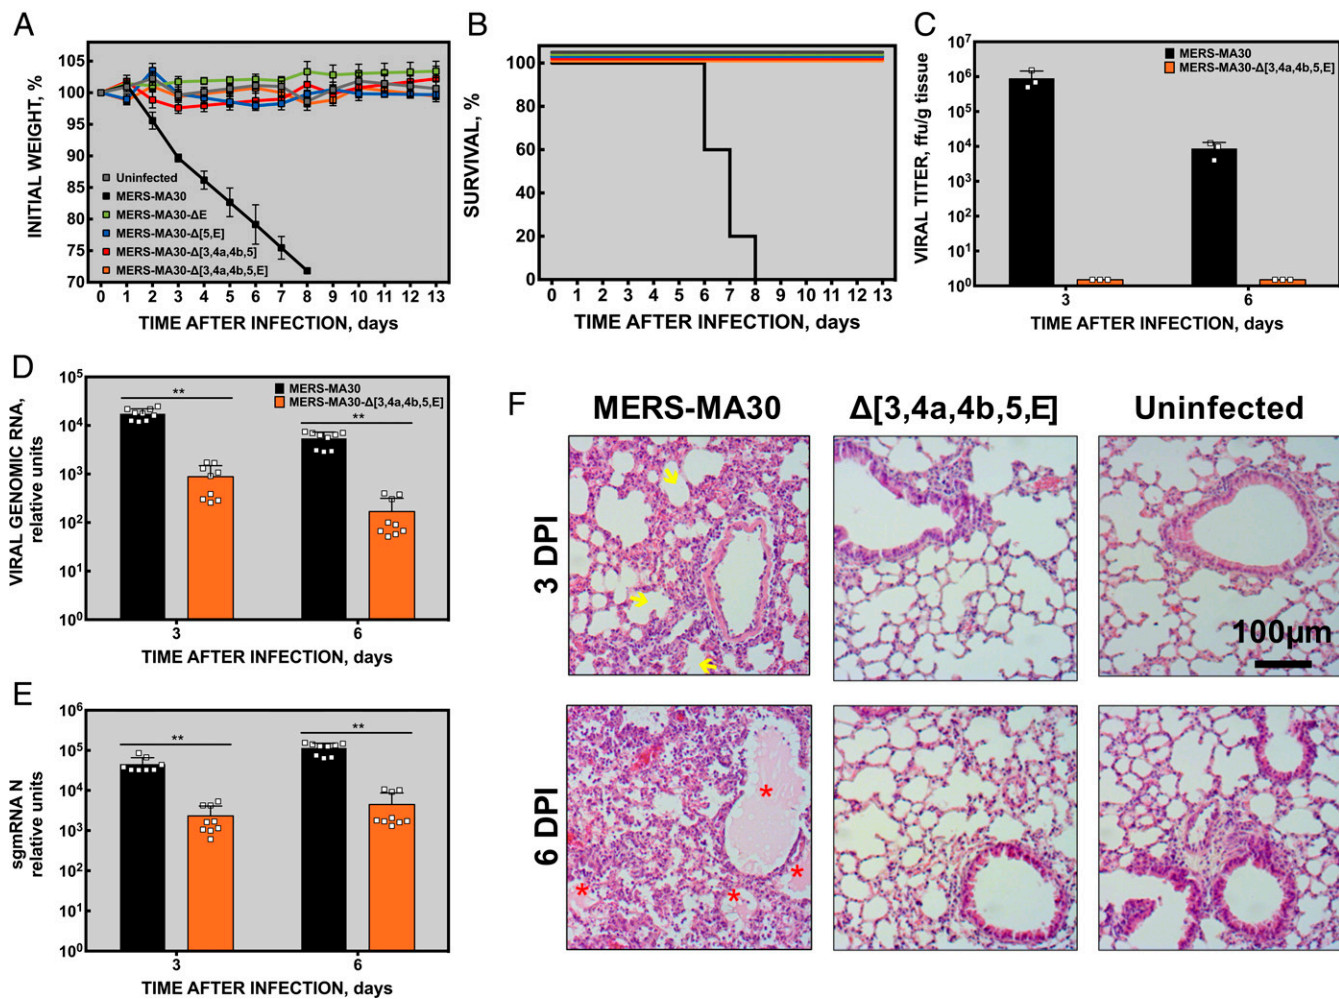 A
INITIAL WEIGHT, %
105
100
95
90
85
80
75
70
Uninfected
MERS-MA30
MERS-MA30-ΔE
MERS-MA30-Δ[5,E]
MERS-MA30-Δ[3,4a,4b,5]
MERS-MA30-Δ[3,4a,4b,5,E]
0 1 2 3 4 5 6 7 8 9 10 11 12 13
TIME AFTER INFECTION, days
B
SURVIVAL, %
100
80
60
40
20
0
0 1 2 3 4 5 6 7 8 9 10 11 12 13
TIME AFTER INFECTION, days
C
VIRAL TITER, ffu/g tissue
10⁷
10⁶
10⁵
10⁴
10³
10²
10¹
10⁰
MERS-MA30
MERS-MA30-Δ[3,4a,4b,5,E]
3 6
TIME AFTER INFECTION, days
D
VIRAL GENOMIC RNA,
relative units
10⁵
10⁴
10³
10²
10¹
10⁰
MERS-MA30
MERS-MA30-Δ[3,4a,4b,5,E]
** **
3 6
TIME AFTER INFECTION, days
E
sgmRNA N
relative units
10⁶
10⁵
10⁴
10³
10²
10¹
10⁰
** **
3 6
TIME AFTER INFECTION, days
F
MERS-MA30 Δ[3,4a,4b,5,E] Uninfected
3 DPI
100µm
6 DPI
* * * *